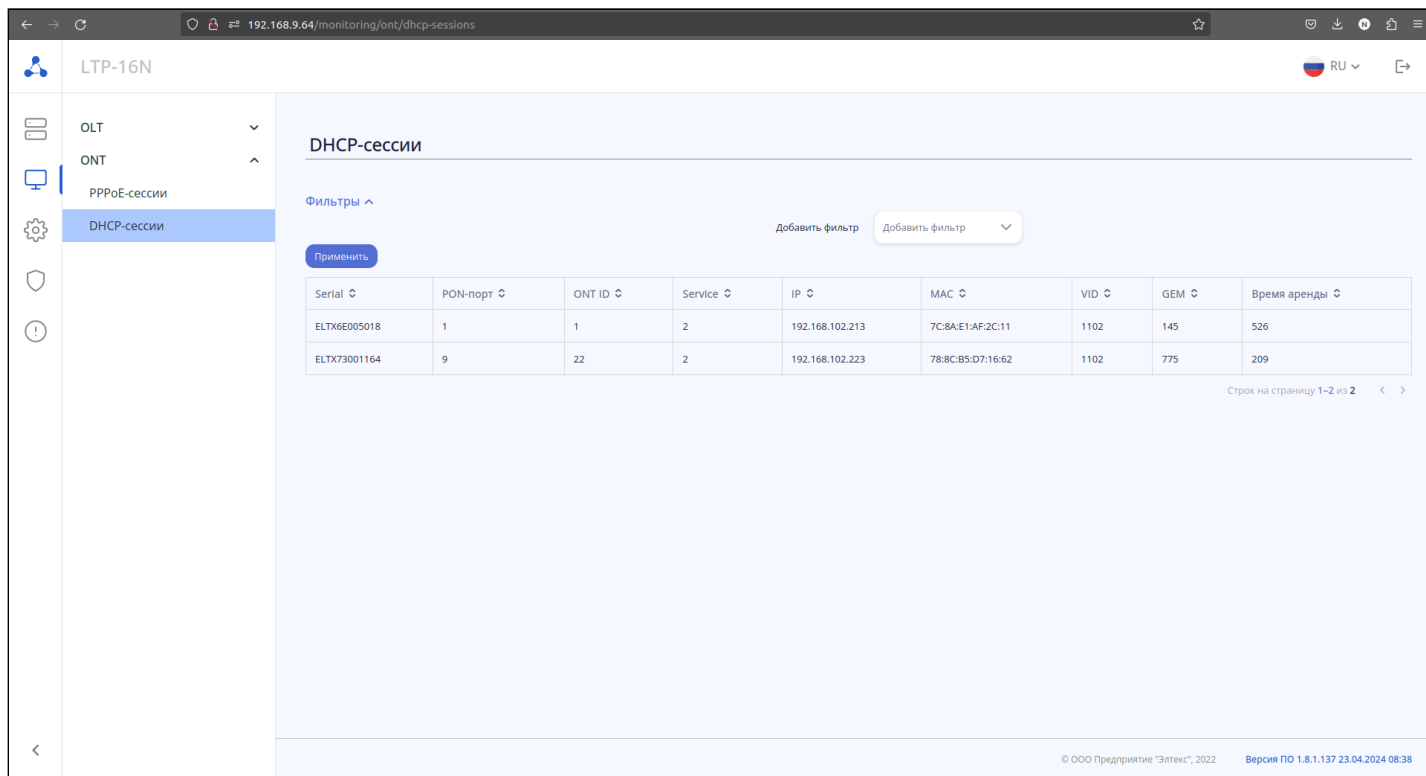 192.168.9.64/monitoring/ont/dhcp-sessions
LTP-16N
RU
OLT
ONT
PPPoE-сессии
DHCP-сессии
DHCP-сессии
Фильтры
Добавить фильтр Добавить фильтр
Применить
Serial PON-порт ONT ID Service IP MAC VID GEM Время аренды
ELTX6E005018 1 1 2 192.168.102.213 7C:8A:E1:AF:2C:11 1102 145 526
ELTX73001164 9 22 2 192.168.102.223 78:8C:B5:D7:16:62 1102 775 209
Строк на страницу 1–2 из 2
© ООО Предприятие "Элтекс", 2022 Версия ПО 1.8.1.137 23.04.2024 08:38